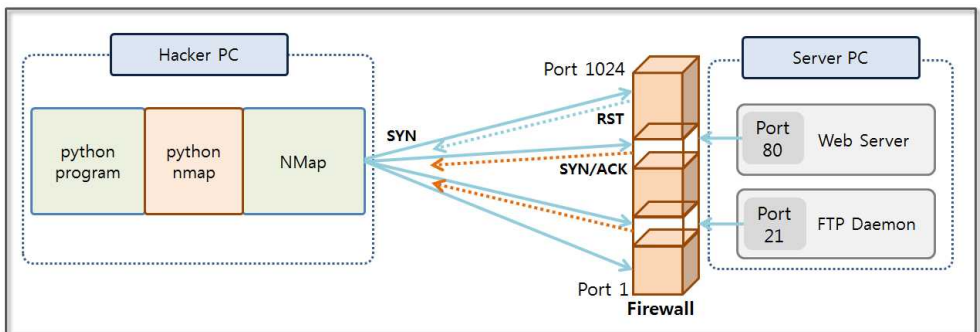 Hacker PC
python
program
python
nmap
NMap
SYN
Port 1024
RST
SYN/ACK
Port 1
Firewall
Server PC
Port
80
Web Server
Port
21
FTP Daemon